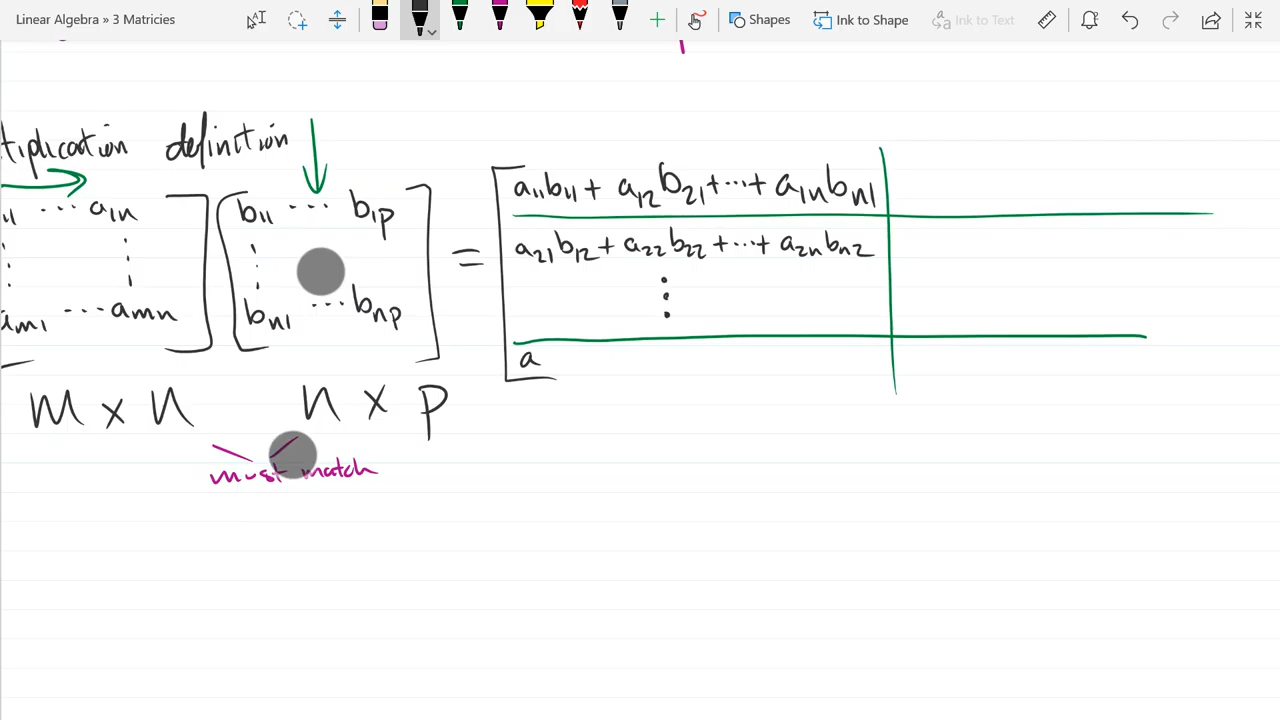 Linear Algebra » 3 Matricies
Shapes
Ink to Shape
Ink to Text
tiplication definition
11 ⋯ a1n
⋮ ⋮
am1 ⋯ amn
b11 ⋯ b1p
⋮
bn1 ⋯ bnp
=
a11b11 + a12b21 + ⋯ + a1nbn1
a21b12 + a22b22 + ⋯ + a2nbn2
⋮
a
m × n n × p
must match